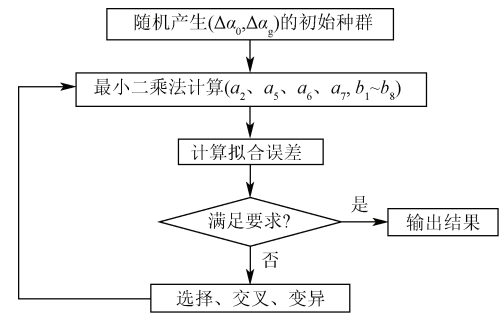 随机产生(Δα₀,Δα_g)的初始种群
最小二乘法计算(a₂、a₅、a₆、a₇, b₁~b₈)
计算拟合误差
满足要求?
是
输出结果
否
选择、交叉、变异